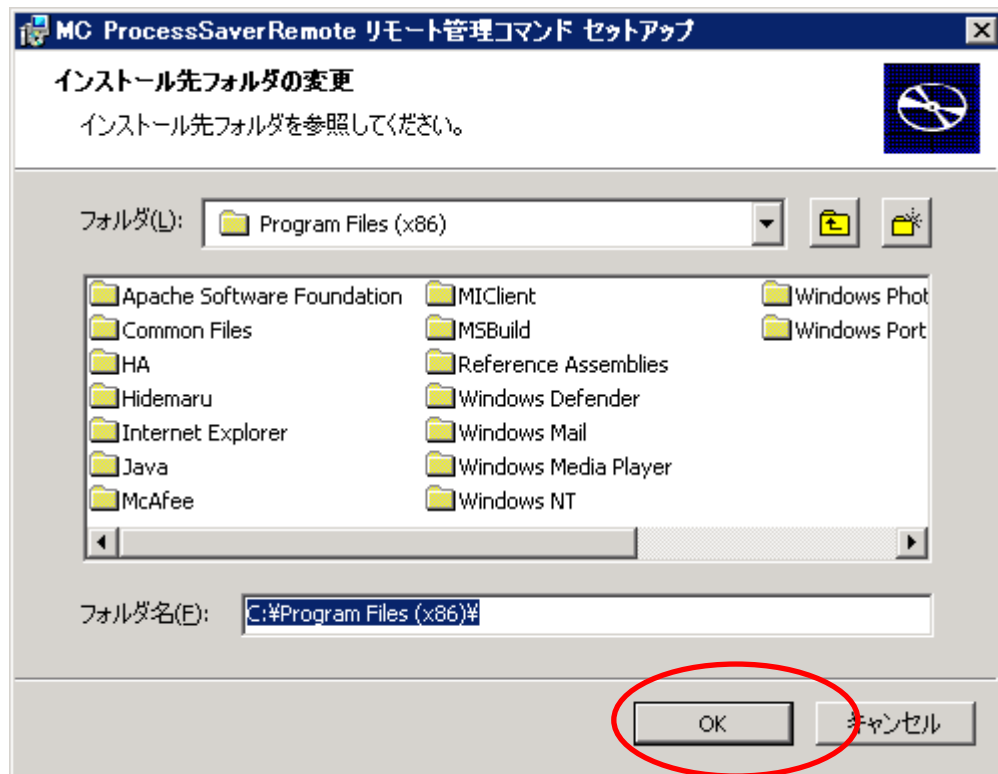 MC ProcessSaverRemote リモート管理コマンド セットアップ
インストール先フォルダの変更
インストール先フォルダを参照してください。
フォルダ(L): Program Files (x86)
Apache Software Foundation MIClient Windows Phot
Common Files MSBuild Windows Port
HA Reference Assemblies
Hidemaru Windows Defender
Internet Explorer Windows Mail
Java Windows Media Player
McAfee Windows NT
フォルダ名(F): C:¥Program Files (x86)¥
OK キャンセル